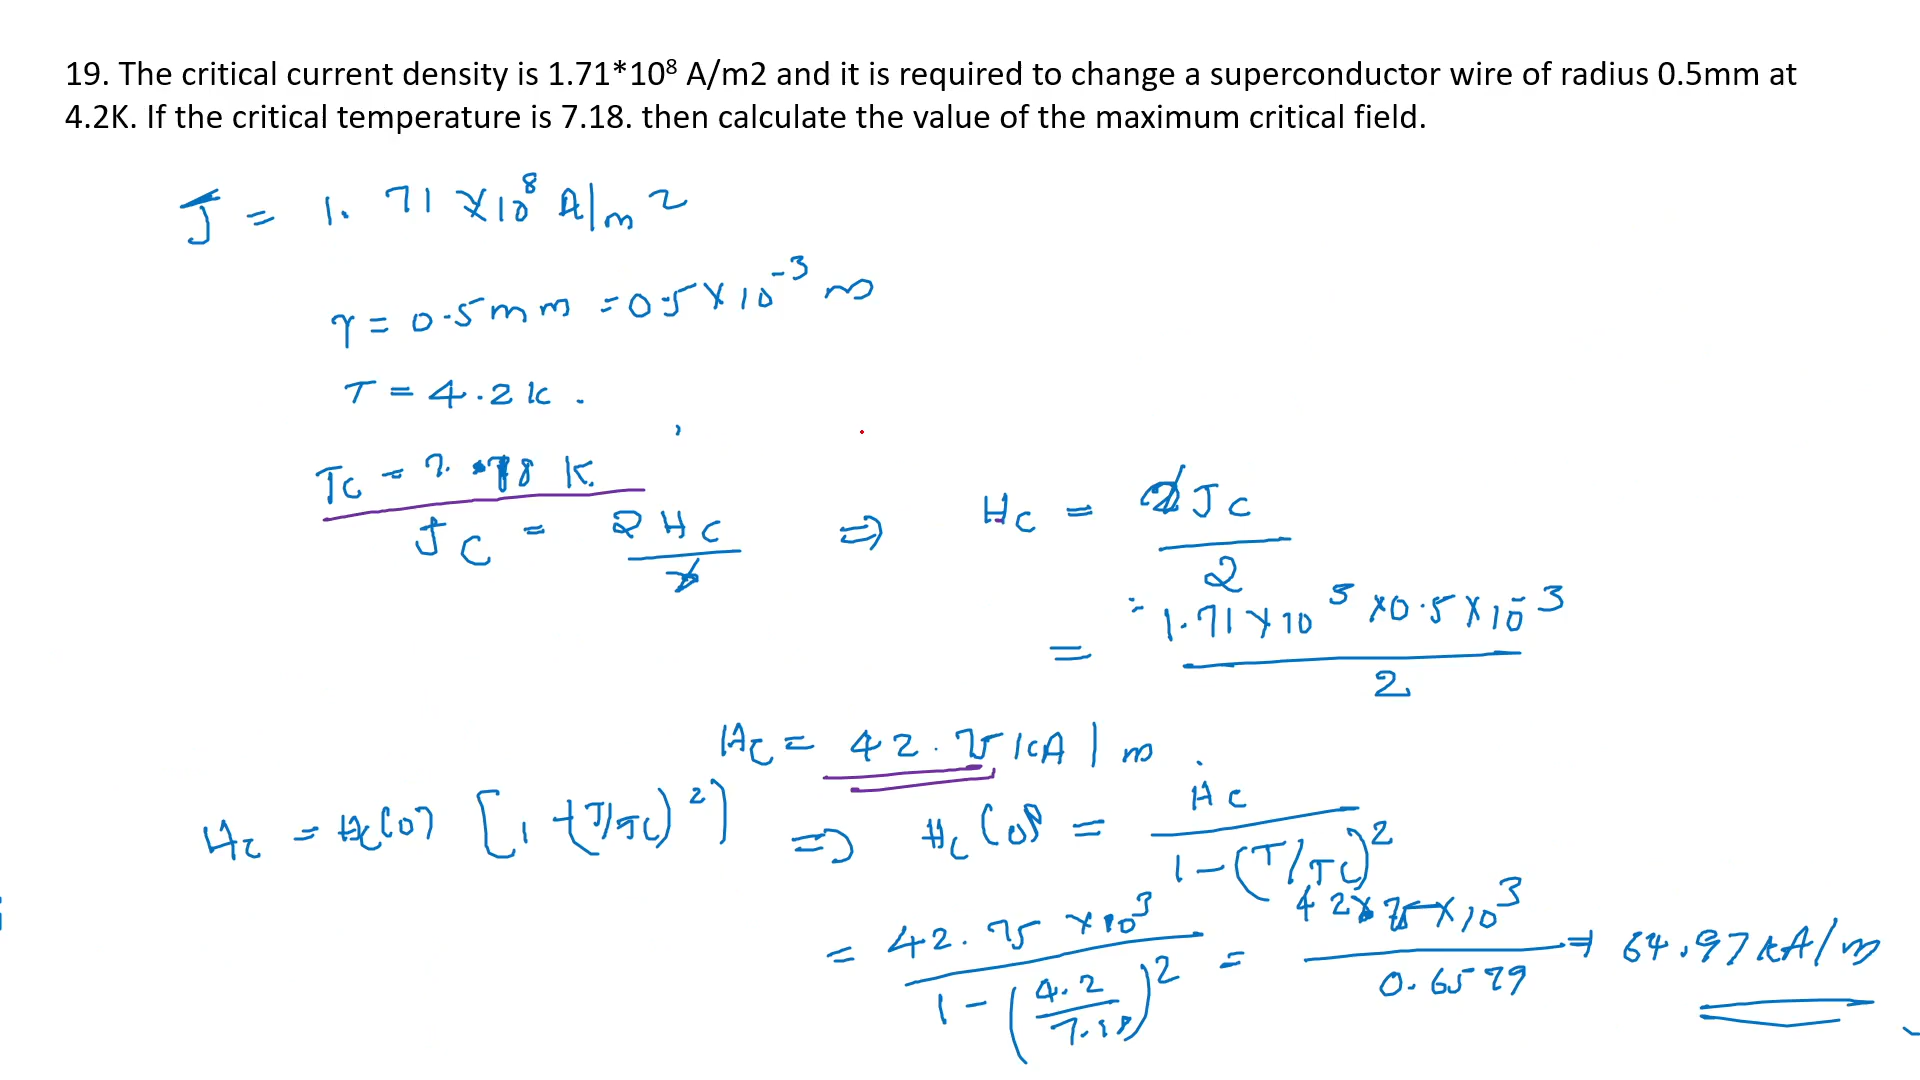 19. The critical current density is 1.71*10⁸ A/m2 and it is required to change a superconductor wire of radius 0.5mm at
4.2K. If the critical temperature is 7.18. then calculate the value of the maximum critical field.
J = 1.71 × 10⁸ A/m²
r = 0.5 mm = 0.5 × 10⁻³ m
T = 4.2 K.
Tc = 7.18 K.
Jc = 2Hc / r ⇒ Hc = rJc / 2
= 1.71 × 10⁸ × 0.5 × 10⁻³ / 2
Hc = 42.75 kA/m
Hc = Hc(0) [1 - (T/Tc)²] ⇒ Hc(0) = Hc / 1 - (T/Tc)²
= 42.75 × 10³ / 1 - (4.2 / 7.18)² = 42.75 × 10³ / 0.6579 ⇒ 64.97 kA/m